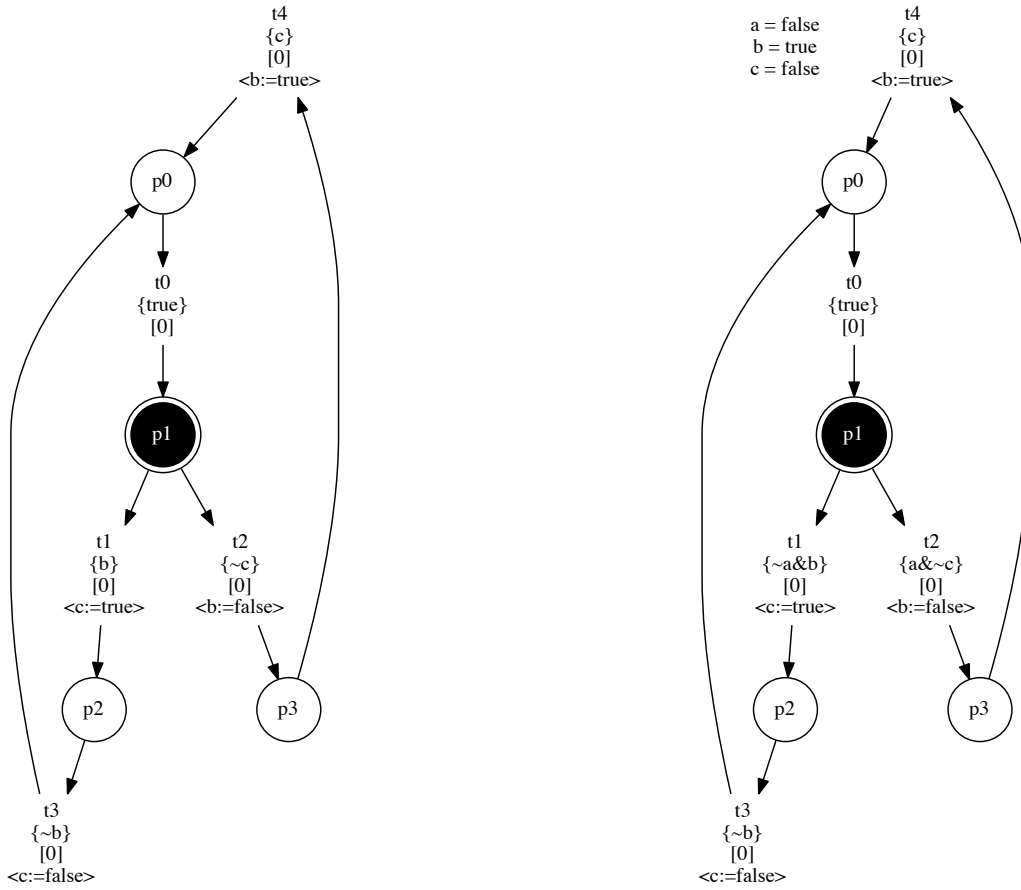 t4
{c}
[0]
<b:=true>
p0
t0
{true}
[0]
p1
t1
{b}
[0]
<c:=true>
t2
{~c}
[0]
<b:=false>
p2
p3
t3
{~b}
[0]
<c:=false>
a = false
b = true
c = false
t4
{c}
[0]
<b:=true>
p0
t0
{true}
[0]
p1
t1
{~a&b}
[0]
<c:=true>
t2
{a&~c}
[0]
<b:=false>
p2
p3
t3
{~b}
[0]
<c:=false>